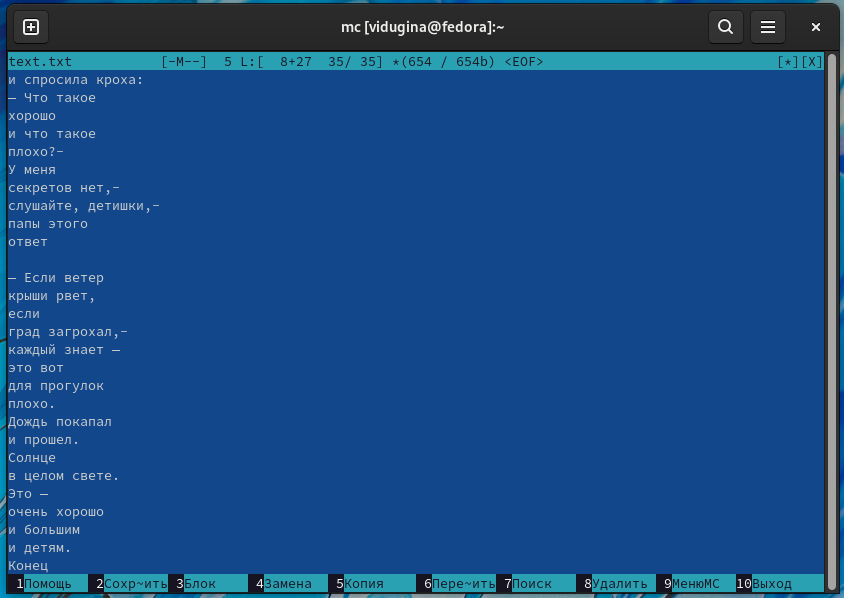 mc [vidugina@fedora]:~
text.txt [-M--] 5 L:[ 8+27 35/ 35] *(654 / 654b) <EOF> [*][X]
и спросила кроха:
— Что такое
хорошо
и что такое
плохо?-
У меня
секретов нет,-
слушайте, детишки,-
папы этого
ответ

— Если ветер
крыши рвет,
если
град загрохал,-
каждый знает —
это вот
для прогулок
плохо.
Дождь покапал
и прошел.
Солнце
в целом свете.
Это —
очень хорошо
и большим
и детям.
Конец
1Помощь 2Сохр~ить 3Блок 4Замена 5Копия 6Пере~ить 7Поиск 8Удалить 9МенюМС 10Выход